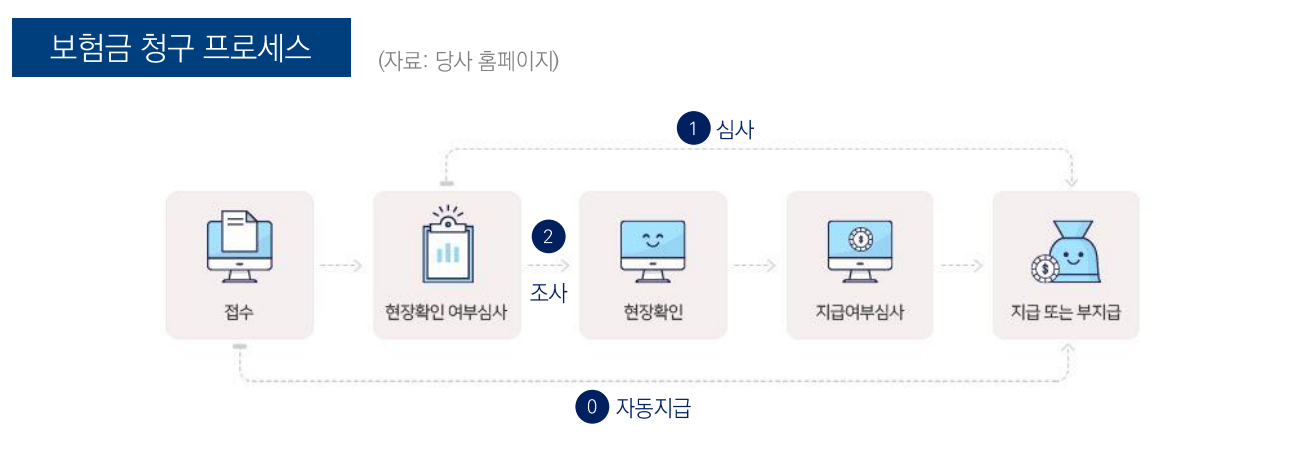 보험금 청구 프로세스
(자료: 당사 홈페이지)
1 심사
2
조사
접수
현장확인 여부심사
현장확인
지급여부심사
지급 또는 부지급
0 자동지급